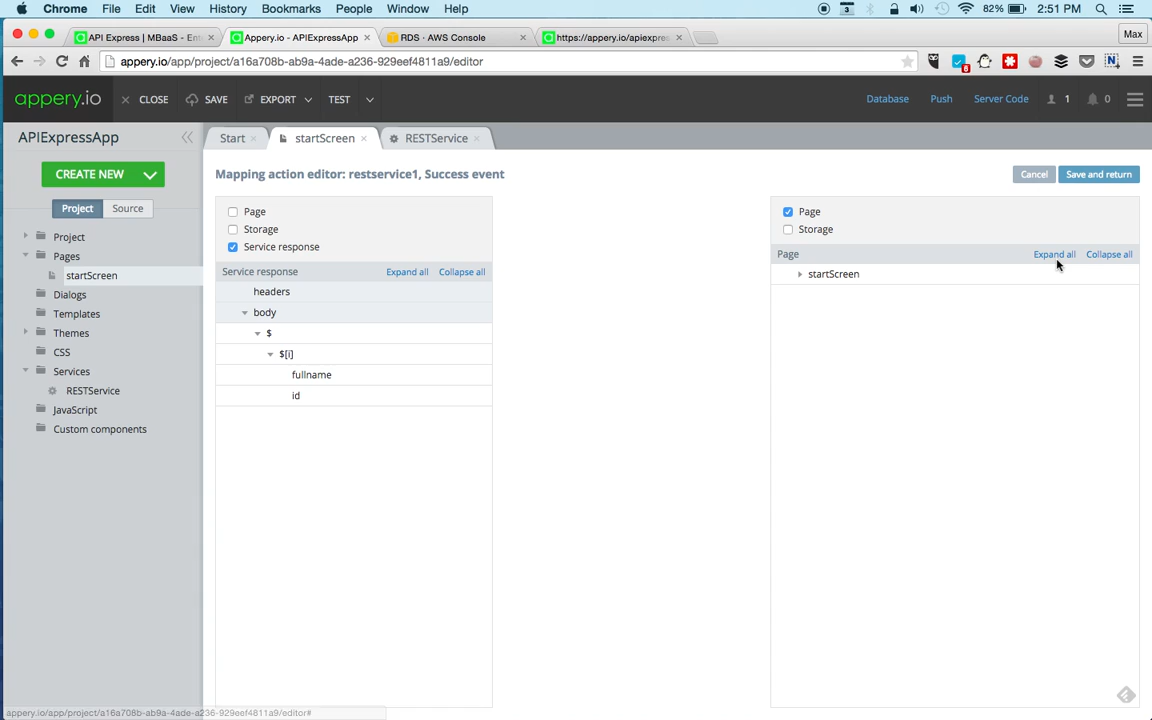 Chrome File Edit View History Bookmarks People Window Help 3 82% 2:51 PM
API Express | MBaaS - Ent
Appery.io - APIExpressApp
RDS · AWS Console
https://appery.io/apiexpres
Max
appery.io/app/project/a16a708b-ab9a-4ade-a236-929eef4811a9/editor
appery.io CLOSE SAVE EXPORT TEST Database Push Server Code 1 0
APIExpressApp
Start startScreen RESTService
CREATE NEW
Project Source
Project
Pages
startScreen
Dialogs
Templates
Themes
CSS
Services
RESTService
JavaScript
Custom components
Mapping action editor: restservice1, Success event
Cancel Save and return
Page
Storage
Service response
Service response Expand all Collapse all
headers
body
$
$[i]
fullname
id
Page
Storage
Page Expand all Collapse all
startScreen
appery.io/app/project/a16a708b-ab9a-4ade-a236-929eef4811a9/editor#